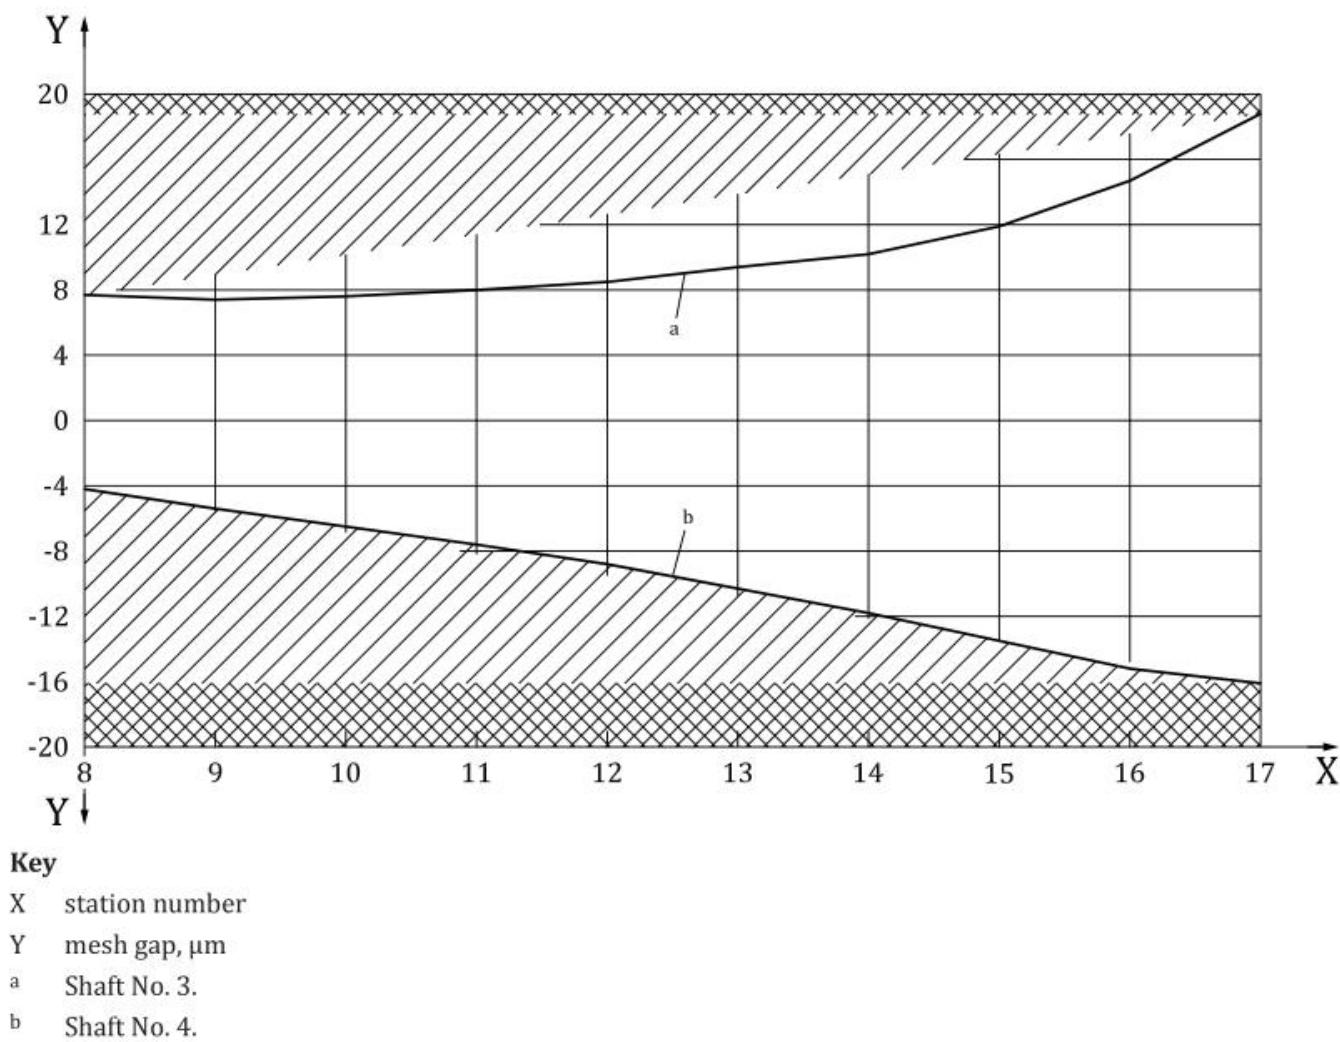 Y
20
12
8
a
4
0
-4
b
-8
-12
-16
-20
8 9 10 11 12 13 14 15 16 17 X
Y
Key
X station number
Y mesh gap, μm
a Shaft No. 3.
b Shaft No. 4.